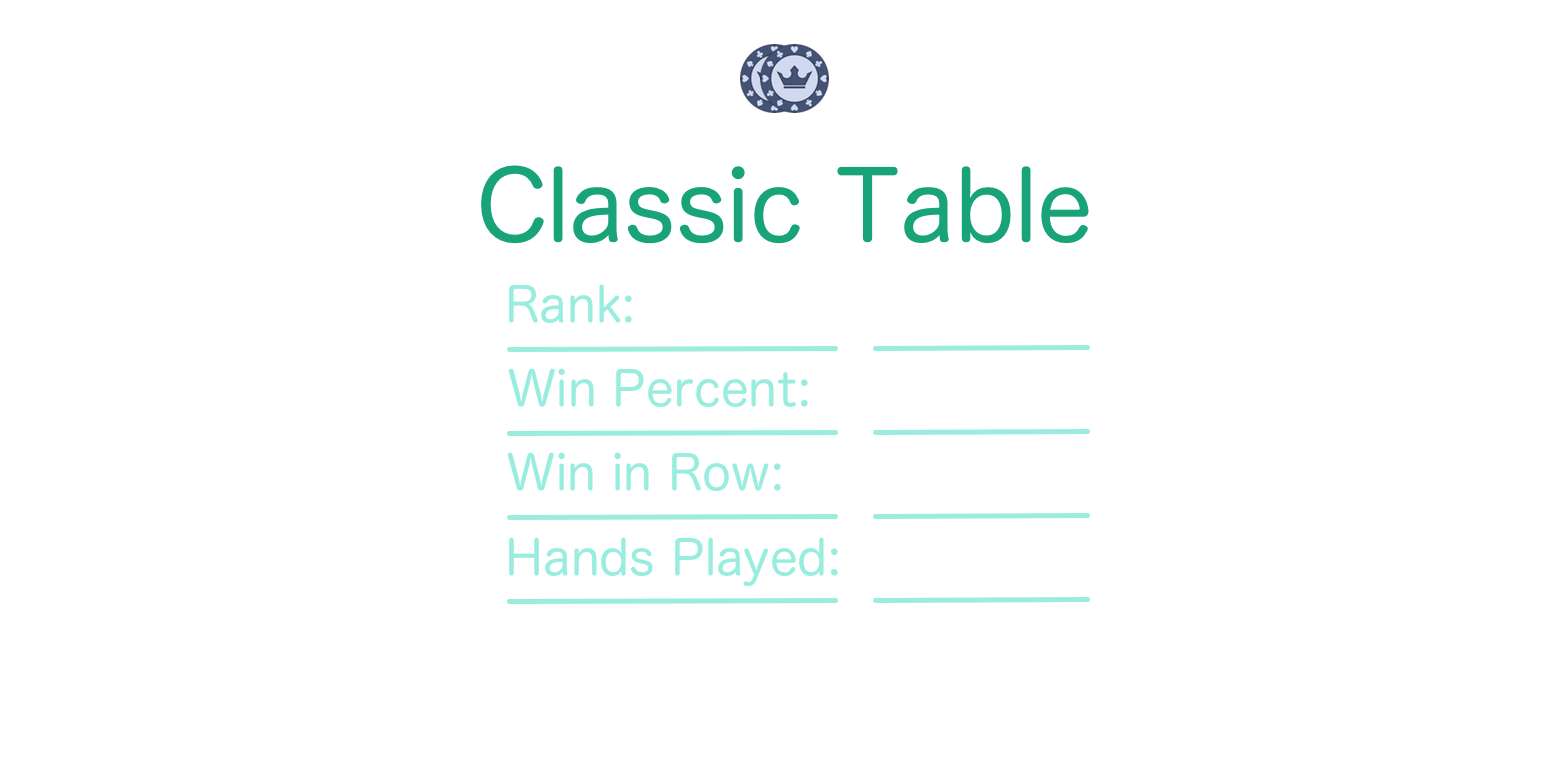 Classic Table
Rank:
Win Percent:
Win in Row:
Hands Played: